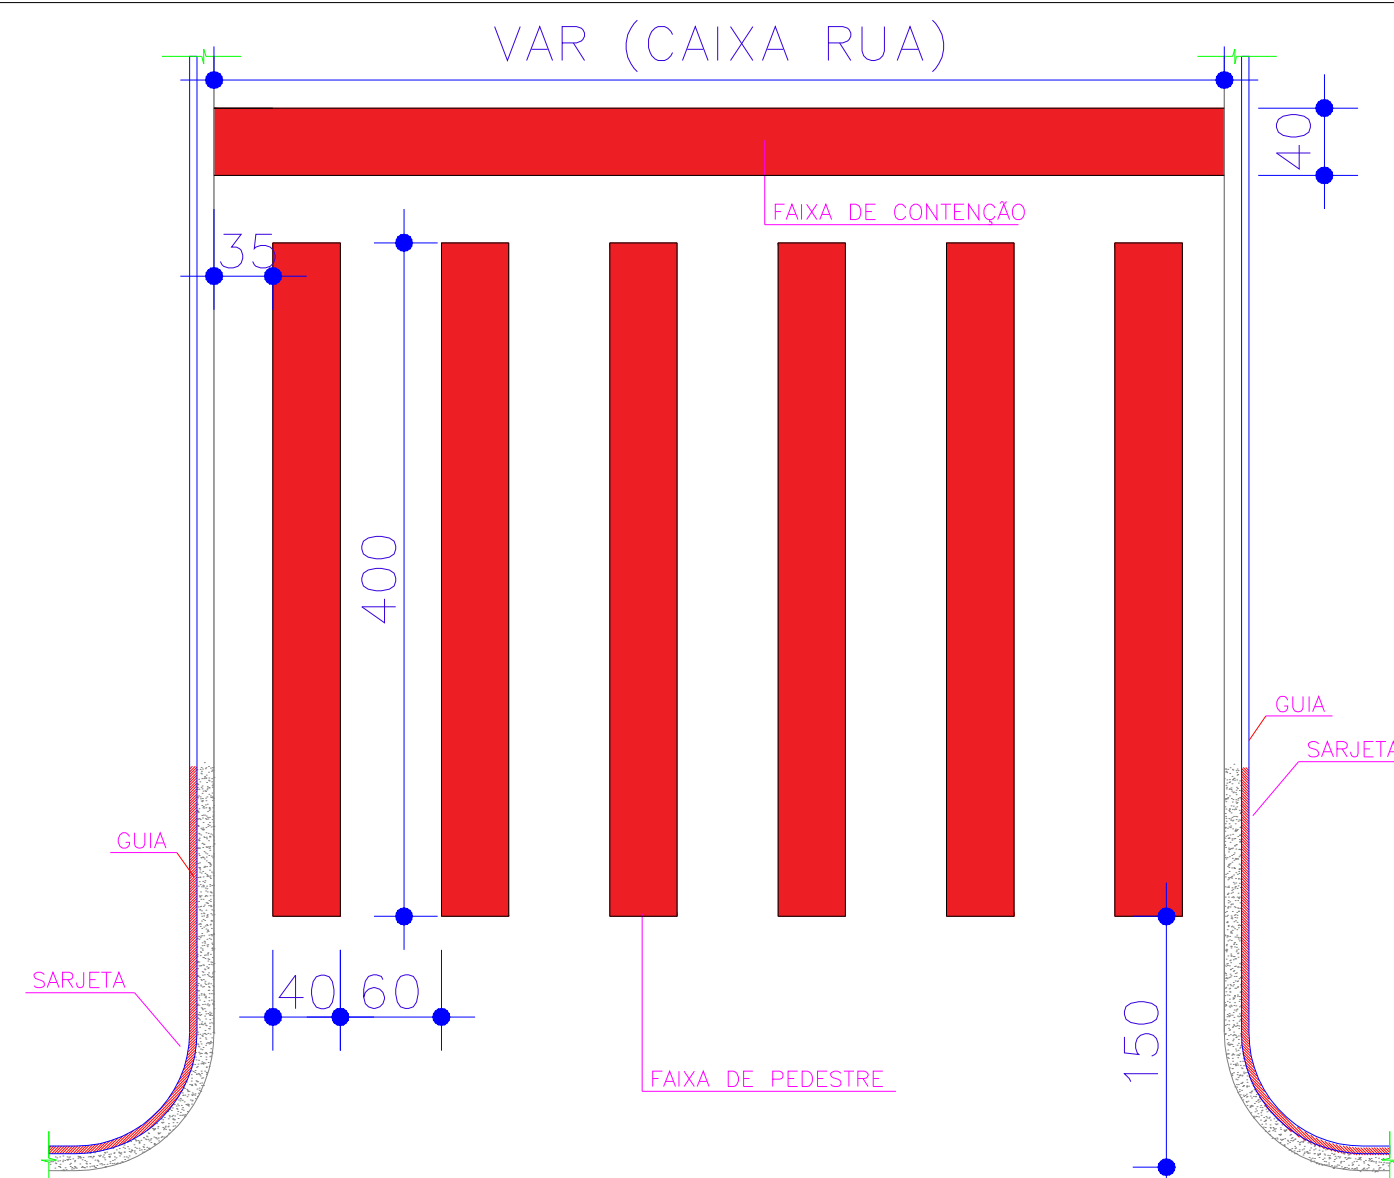 VAR (CAIXA RUA)
40
FAIXA DE CONTENÇÃO
35
400
GUIA
SARJETA
GUIA
SARJETA
40
60
150
FAIXA DE PEDESTRE